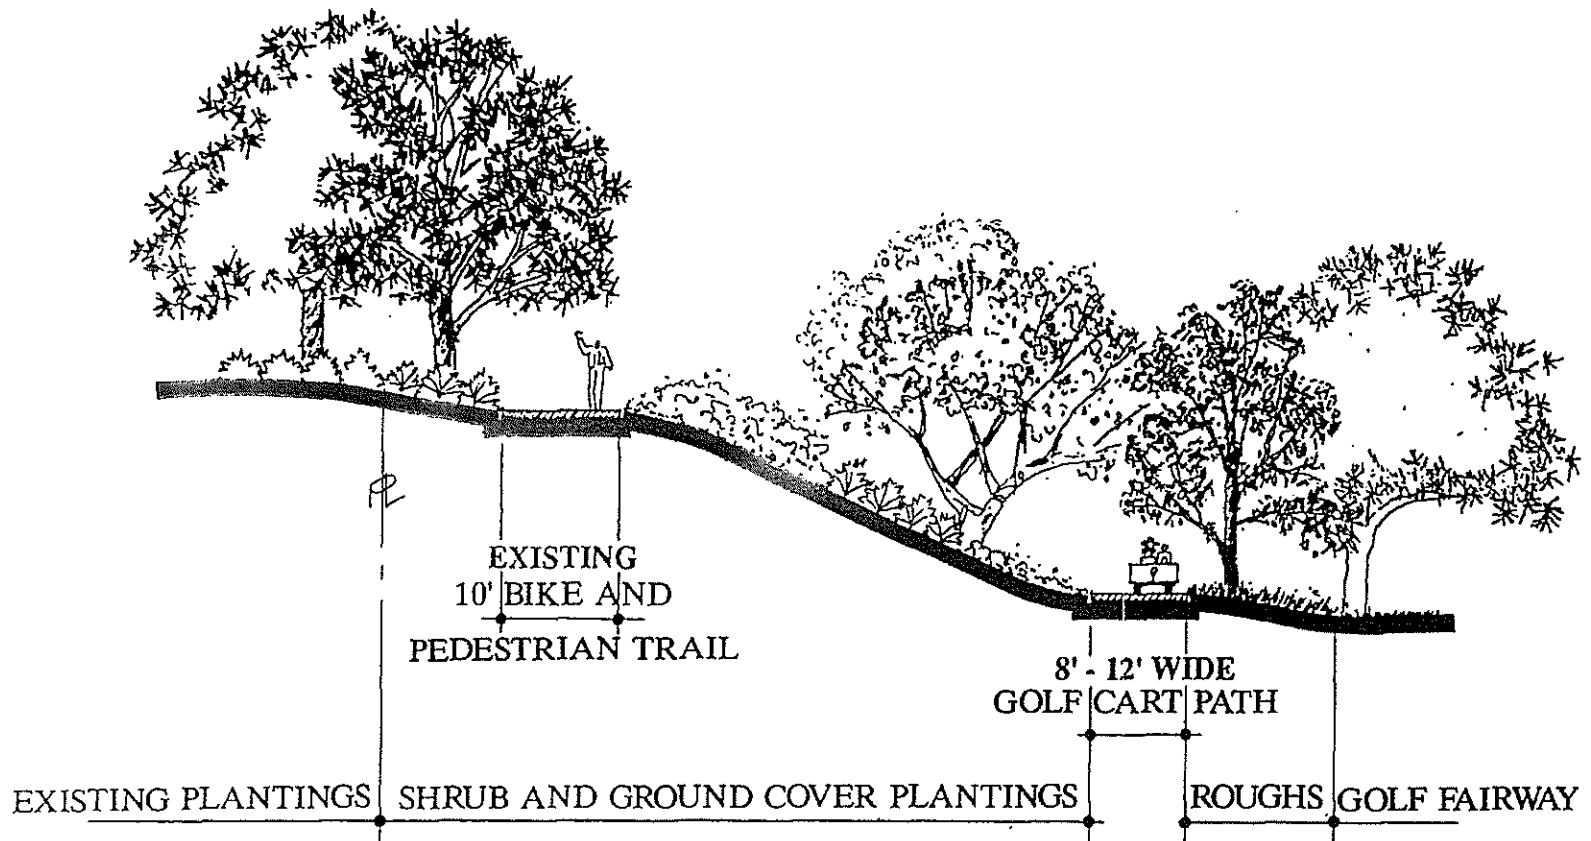 PL
EXISTING
10' BIKE AND
PEDESTRIAN TRAIL
8' - 12' WIDE
GOLF CART PATH
EXISTING PLANTINGS SHRUB AND GROUND COVER PLANTINGS ROUGHS GOLF FAIRWAY